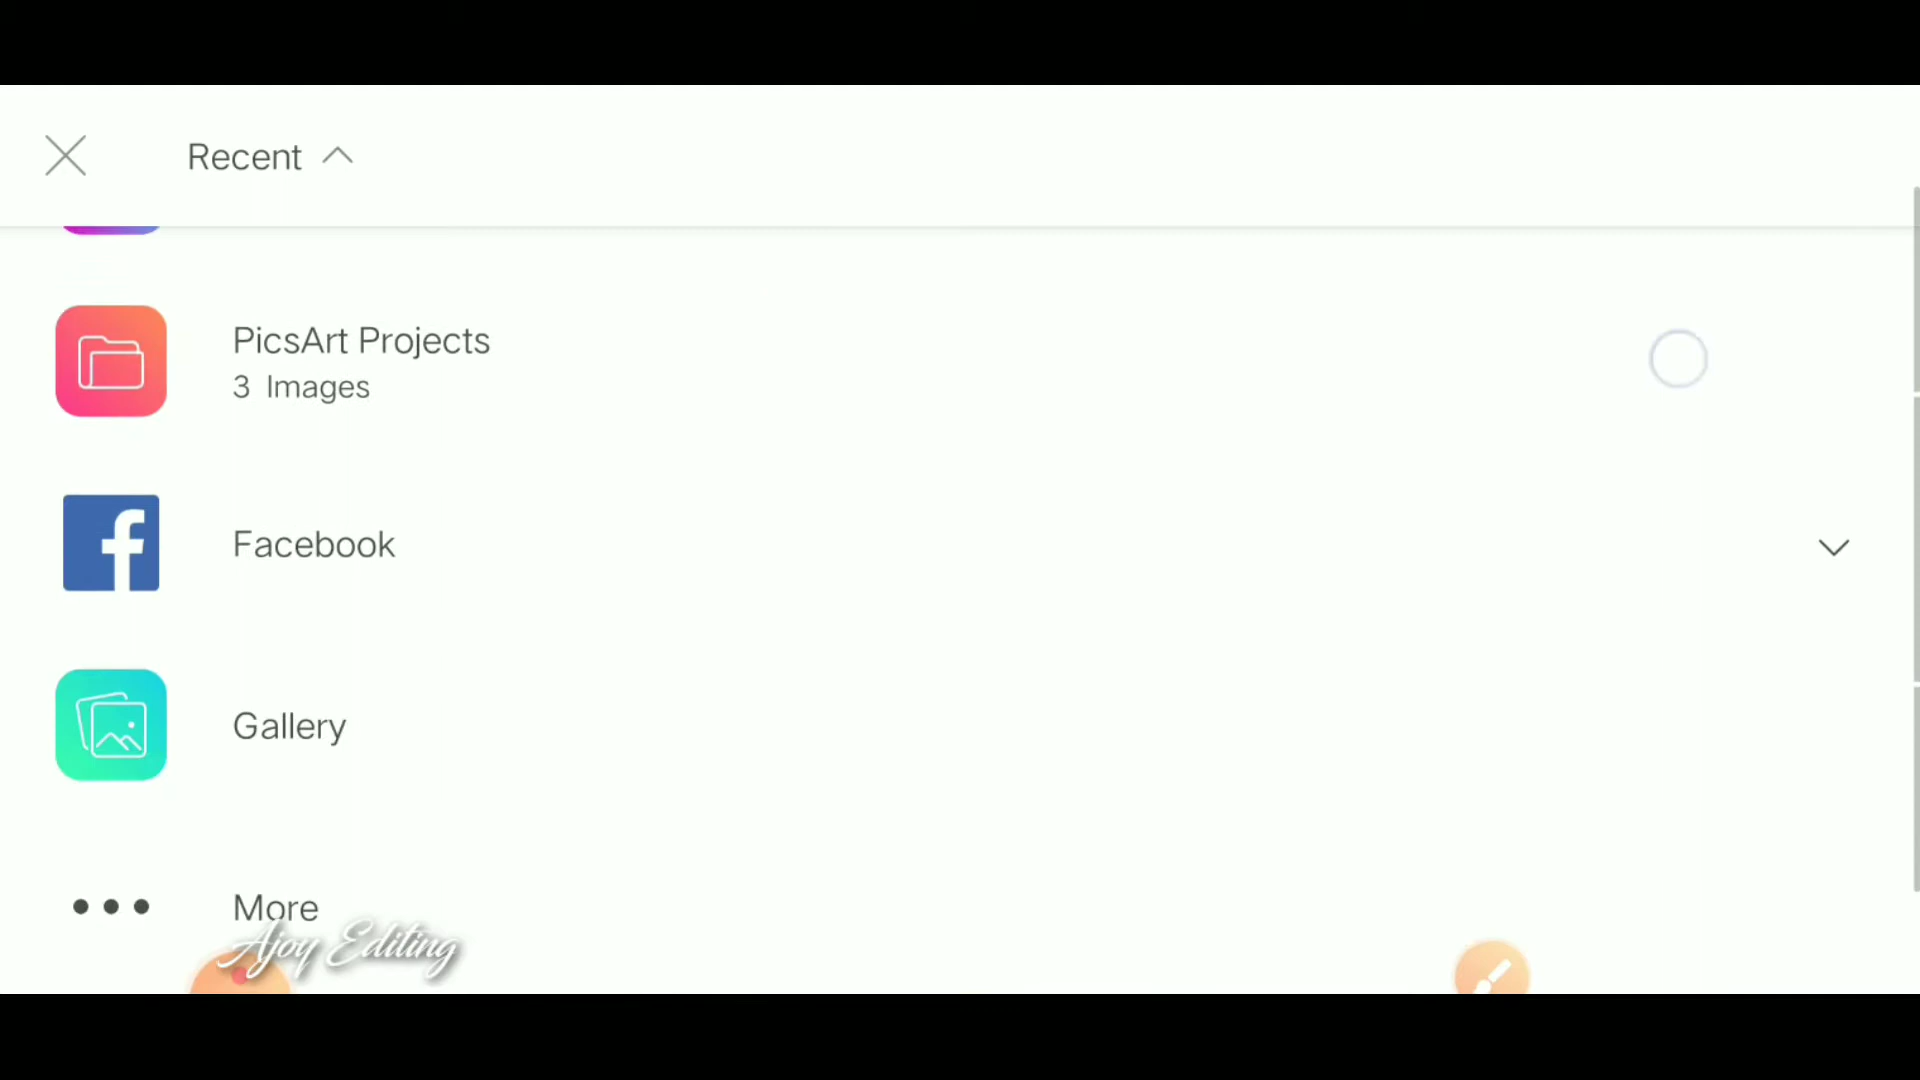 Recent
PicsArt Projects
3 Images
Facebook
Gallery
More
Ajoy Editing